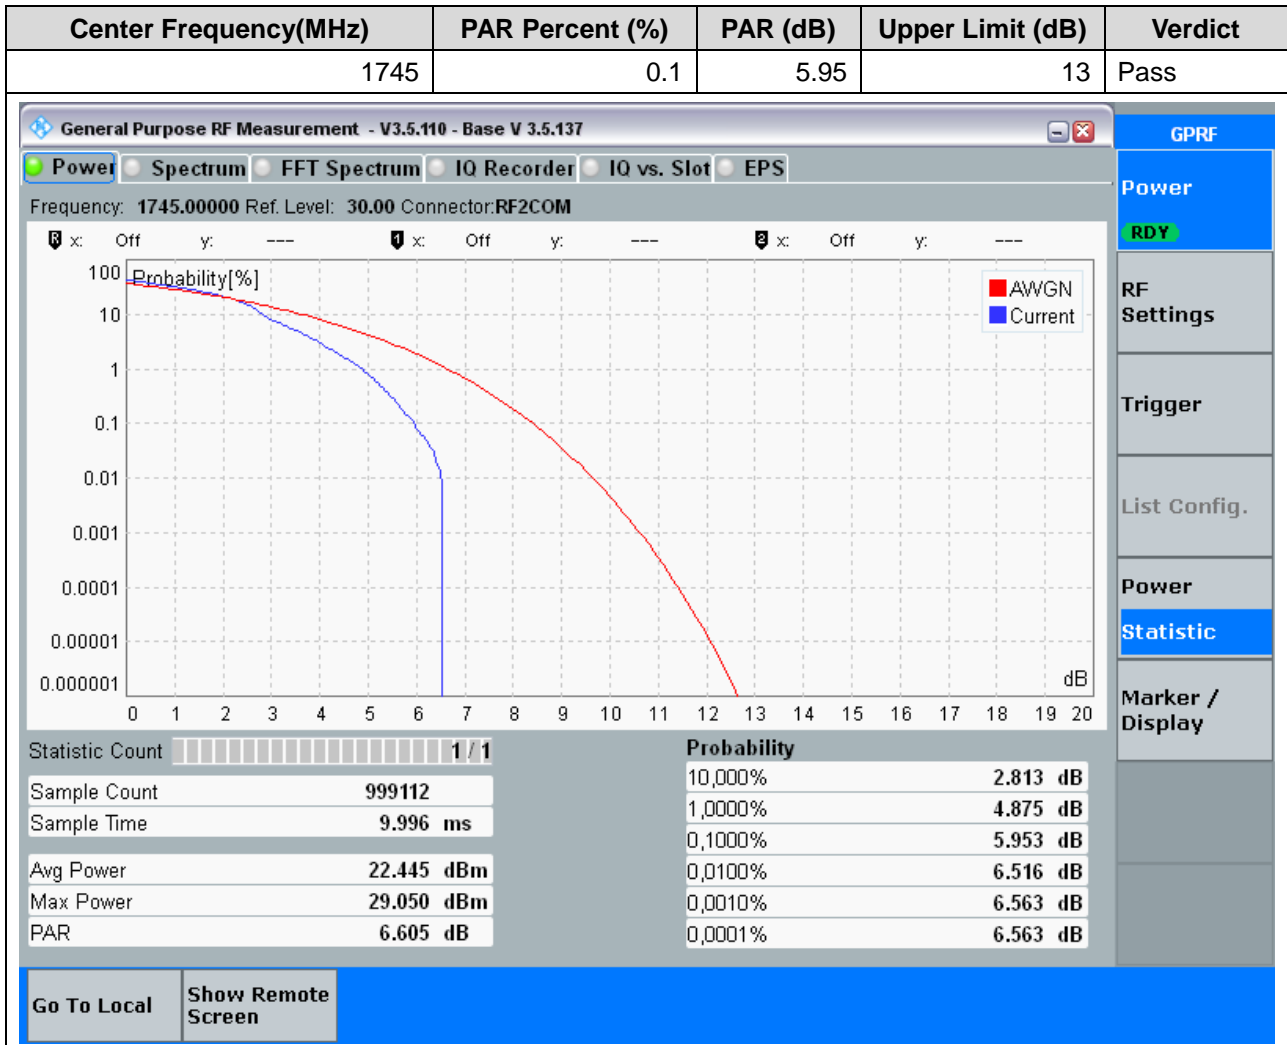 Center Frequency(MHz) PAR Percent (%) PAR (dB) Upper Limit (dB) Verdict
1745 0.1 5.95 13 Pass
General Purpose RF Measurement - V3.5.110 - Base V 3.5.137
GPRF
Power Spectrum FFT Spectrum IQ Recorder IQ vs. Slot EPS
Power
RDY
Frequency: 1745.00000 Ref. Level: 30.00 Connector:RF2COM
R x: Off y: --- 1 x: Off y: --- 2 x: Off y: ---
Probability[%]
AWGN
Current
100
10
1
0.1
0.01
0.001
0.0001
0.00001
0.000001
dB
0 1 2 3 4 5 6 7 8 9 10 11 12 13 14 15 16 17 18 19 20
RF
Settings
Trigger
List Config.
Power
Statistic
Marker /
Display
Statistic Count 1 / 1
Sample Count 999112
Sample Time 9.996 ms
Avg Power 22.445 dBm
Max Power 29.050 dBm
PAR 6.605 dB
Probability
10,000% 2.813 dB
1,0000% 4.875 dB
0,1000% 5.953 dB
0,0100% 6.516 dB
0,0010% 6.563 dB
0,0001% 6.563 dB
Go To Local
Show Remote
Screen